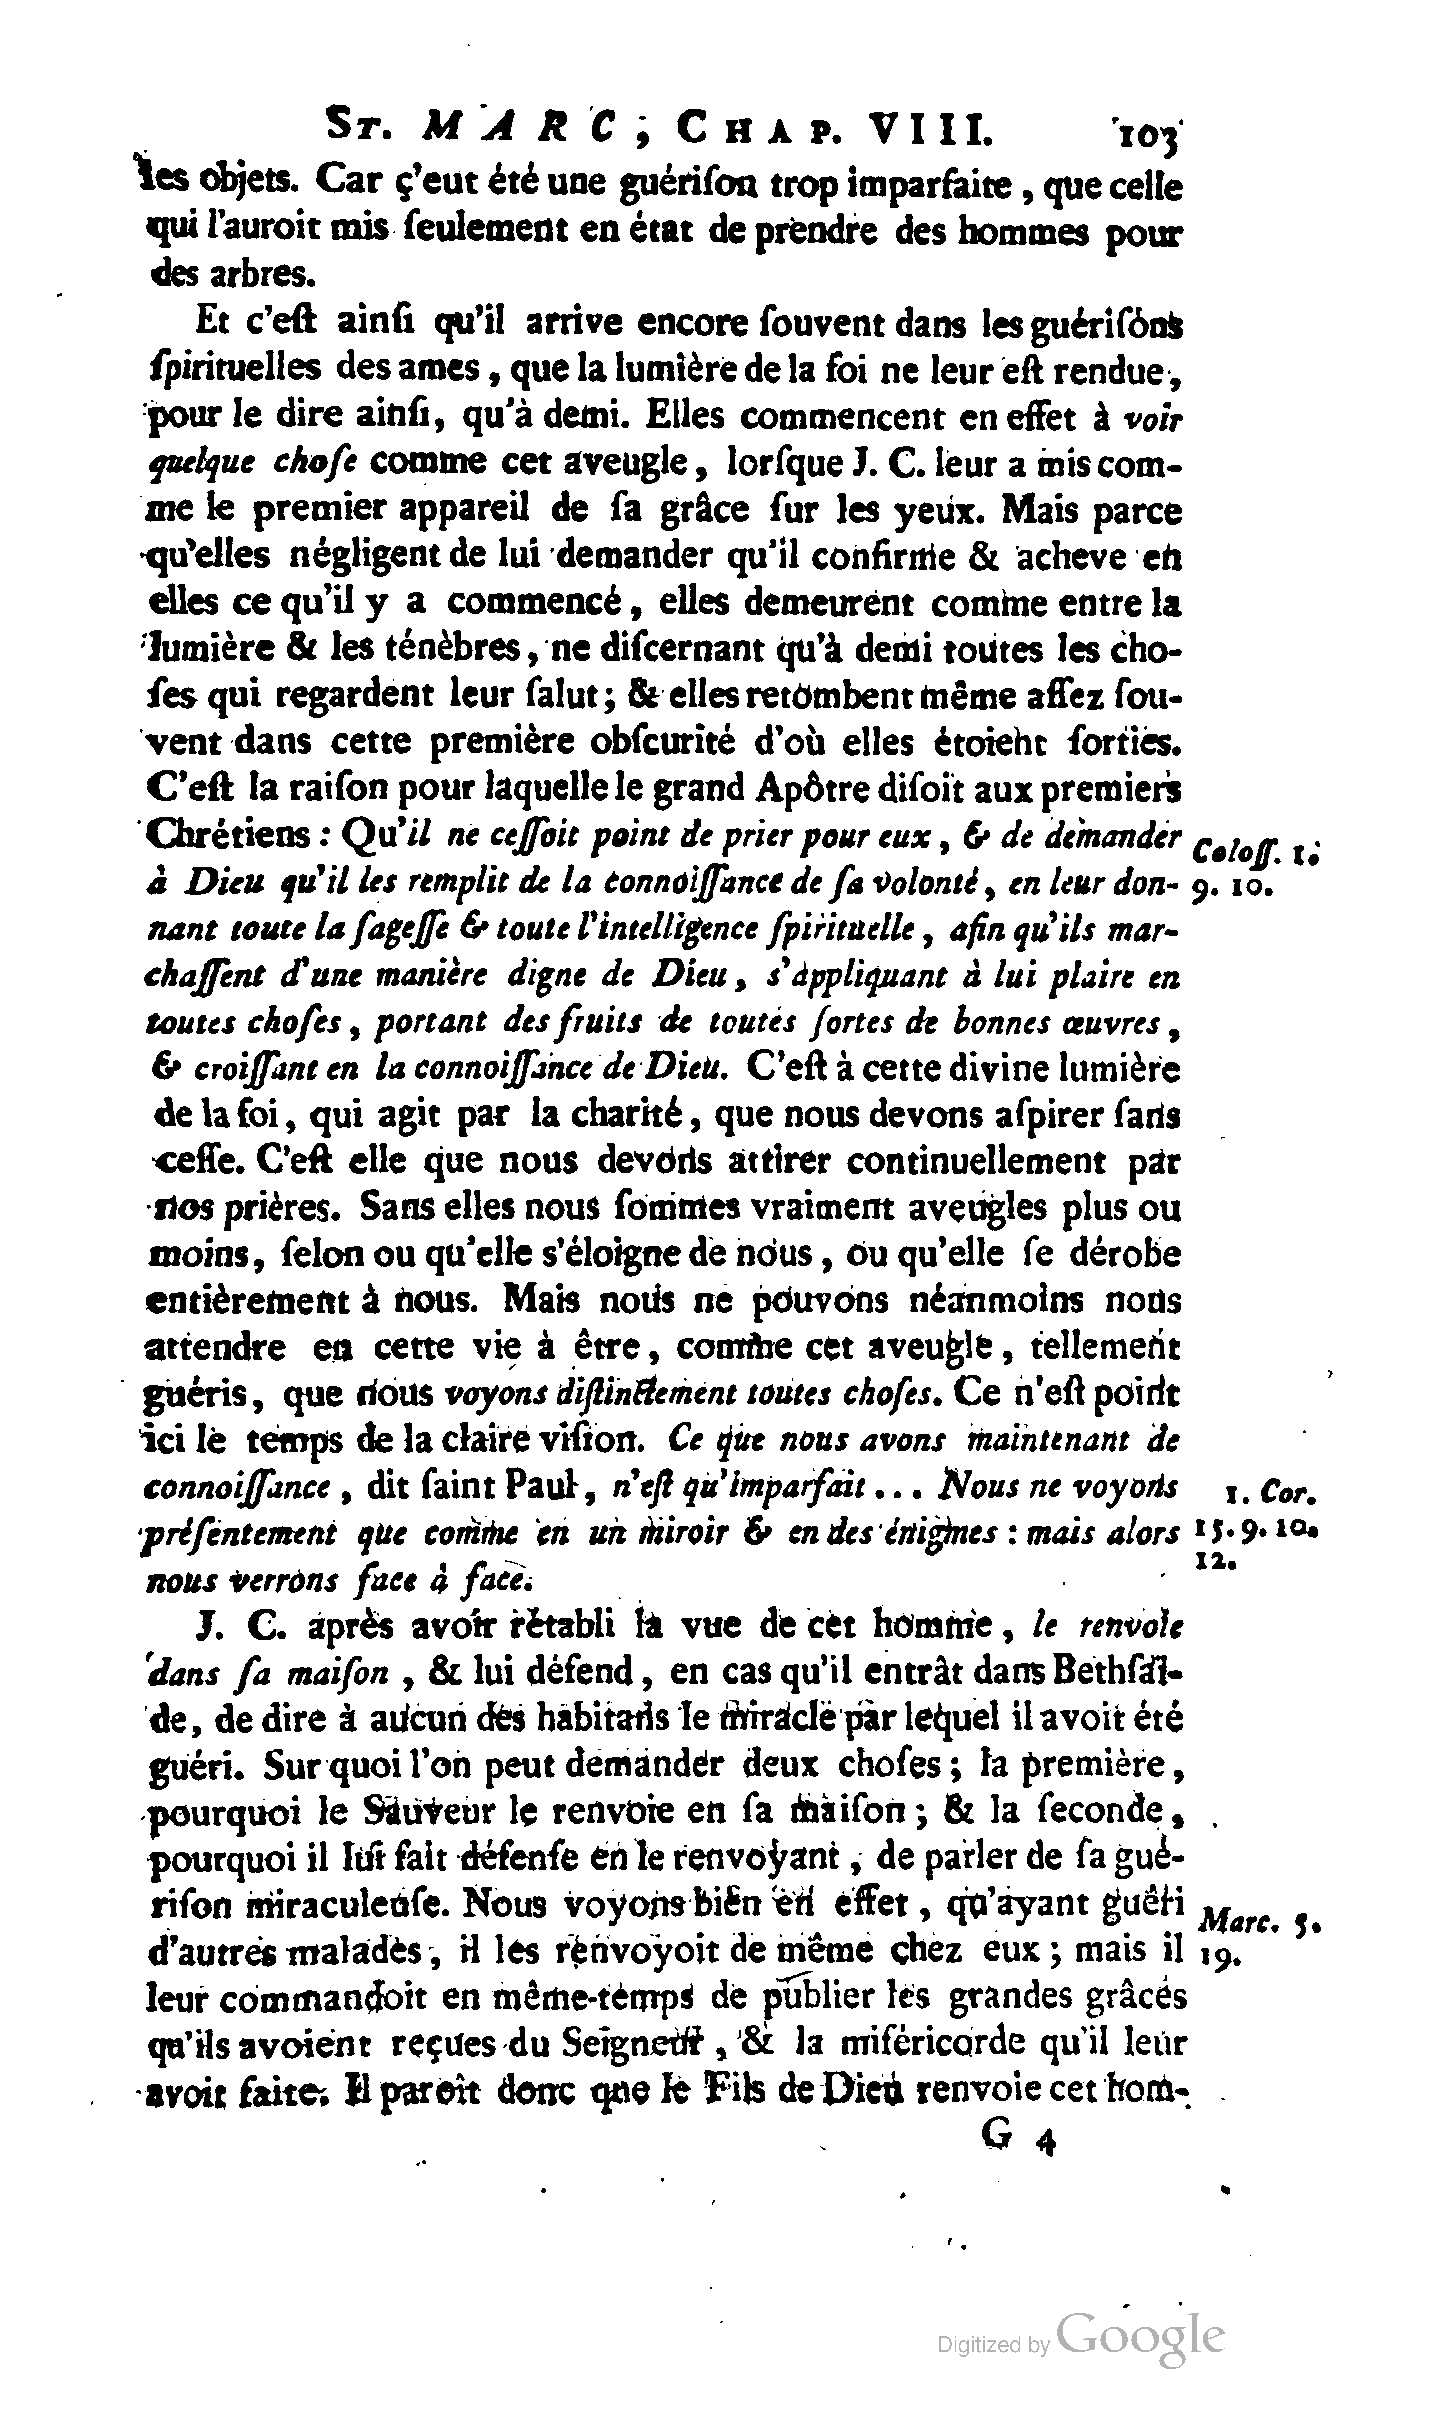 St. MARC, CHAP. VIII. 103
les objets. Car ç'eut été une guériſon trop imparfaite, que celle
qui l'auroit mis ſeulement en état de prendre des hommes pour
des arbres.
Et c'eſt ainſi qu'il arrive encore ſouvent dans les guériſons
ſpirituelles des ames, que la lumière de la foi ne leur eſt rendue,
pour le dire ainſi, qu'à demi. Elles commencent en effet à voir
quelque choſe comme cet aveugle, lorſque J. C. leur a mis com-
me le premier appareil de ſa grâce ſur les yeux. Mais parce
qu'elles négligent de lui demander qu'il confirme & acheve en
elles ce qu'il y a commencé, elles demeurent comme entre la
lumière & les ténèbres, ne diſcernant qu'à demi toutes les cho-
ſes qui regardent leur ſalut; & elles retombent même aſſez ſou-
vent dans cette première obſcurité d'où elles étoient ſorties.
C'eſt la raiſon pour laquelle le grand Apôtre diſoit aux premiers
Chrétiens : Qu'il ne ceſſoit point de prier pour eux, & de demander
Coloſſ. 1.
à Dieu qu'il les remplit de la connoiſſance de ſa volonté, en leur don-
9. 10.
nant toute la ſageſſe & toute l'intelligence ſpirituelle, afin qu'ils mar-
chaſſent d'une manière digne de Dieu, s'appliquant à lui plaire en
toutes choſes, portant des fruits de toutes ſortes de bonnes œuvres,
& croiſſant en la connoiſſance de Dieu. C'eſt à cette divine lumière
de la foi, qui agit par la charité, que nous devons aſpirer ſans
ceſſe. C'eſt elle que nous devons attirer continuellement par
nos prières. Sans elles nous ſommes vraiment aveugles plus ou
moins, ſelon ou qu'elle s'éloigne de nous, ou qu'elle ſe dérobe
entièrement à nous. Mais nous ne pouvons néanmoins nous
attendre en cette vie à être, comme cet aveugle, tellement
guéris, que nous voyons diſtinctement toutes choſes. Ce n'eſt point
ici le temps de la claire viſion. Ce que nous avons maintenant de
connoiſſance, dit ſaint Paul, n'eſt qu'imparfait... Nous ne voyons
1. Cor.
préſentement que comme en un miroir & en des énigmes : mais alors
15. 9. 10.
12.
nous verrons face à face.
J. C. après avoir rétabli la vue de cet homme, le renvoie
dans ſa maiſon, & lui défend, en cas qu'il entrât dans Bethſaï-
de, de dire à aucun des habitans le miracle par lequel il avoit été
guéri. Sur quoi l'on peut demander deux choſes; la première,
pourquoi le Sauveur le renvoie en ſa maiſon; & la ſeconde,
pourquoi il lui fait défenſe en le renvoyant, de parler de ſa gué-
riſon miraculeuſe. Nous voyons bien en effet, qu'ayant guéri
Marc. 5.
d'autres malades, il les renvoyoit de même chez eux; mais il
19.
leur commandoit en même-temps de publier les grandes grâces
qu'ils avoient reçues du Seigneur, & la miſéricorde qu'il leur
avoit faite. Il paroît donc que le Fils de Dieu renvoie cet hom-
G 4
Digitized by Google